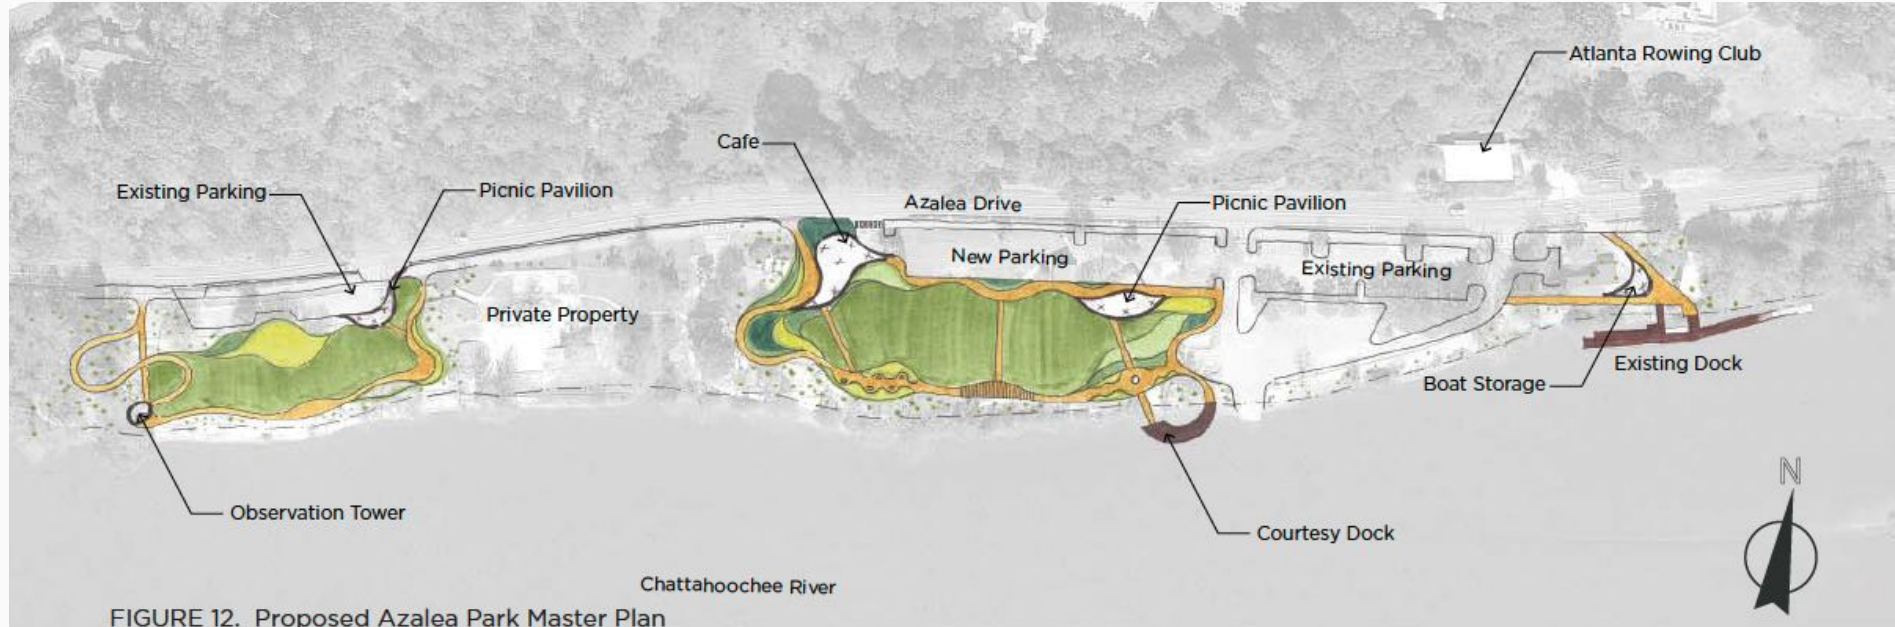 Atlanta Rowing Club
Cafe
Existing Parking
Picnic Pavilion
Azalea Drive
Picnic Pavilion
New Parking
Existing Parking
Private Property
Existing Dock
Boat Storage
Observation Tower
Courtesy Dock
N
Chattahoochee River
FIGURE 12. Proposed Azalea Park Master Plan